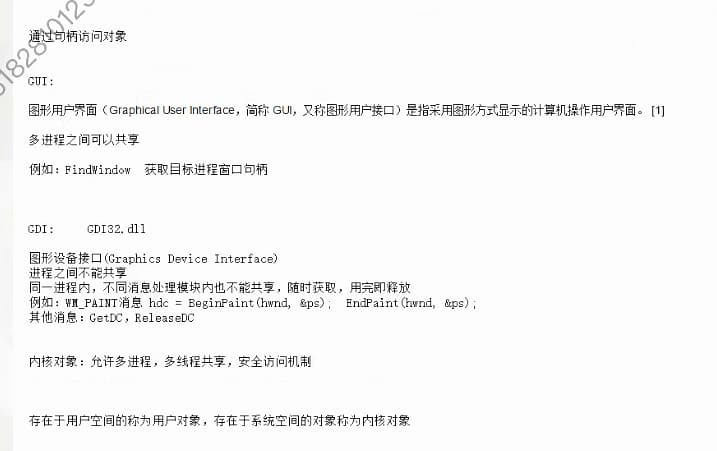 通过句柄访问对象
GUI:
图形用户界面（Graphical User Interface，简称 GUI，又称图形用户接口）是指采用图形方式显示的计算机操作用户界面。 [1]
多进程之间可以共享
例如: FindWindow  获取目标进程窗口句柄
GDI:     GDI32.dll
图形设备接口(Graphics Device Interface)
进程之间不能共享
同一进程内，不同消息处理模块内也不能共享，随时获取，用完即释放
例如: WM_PAINT消息 hdc = BeginPaint(hwnd, &ps);  EndPaint(hwnd, &ps);
其他消息: GetDC，ReleaseDC
内核对象: 允许多进程，多线程共享，安全访问机制
存在于用户空间的称为用户对象，存在于系统空间的对象称为内核对象